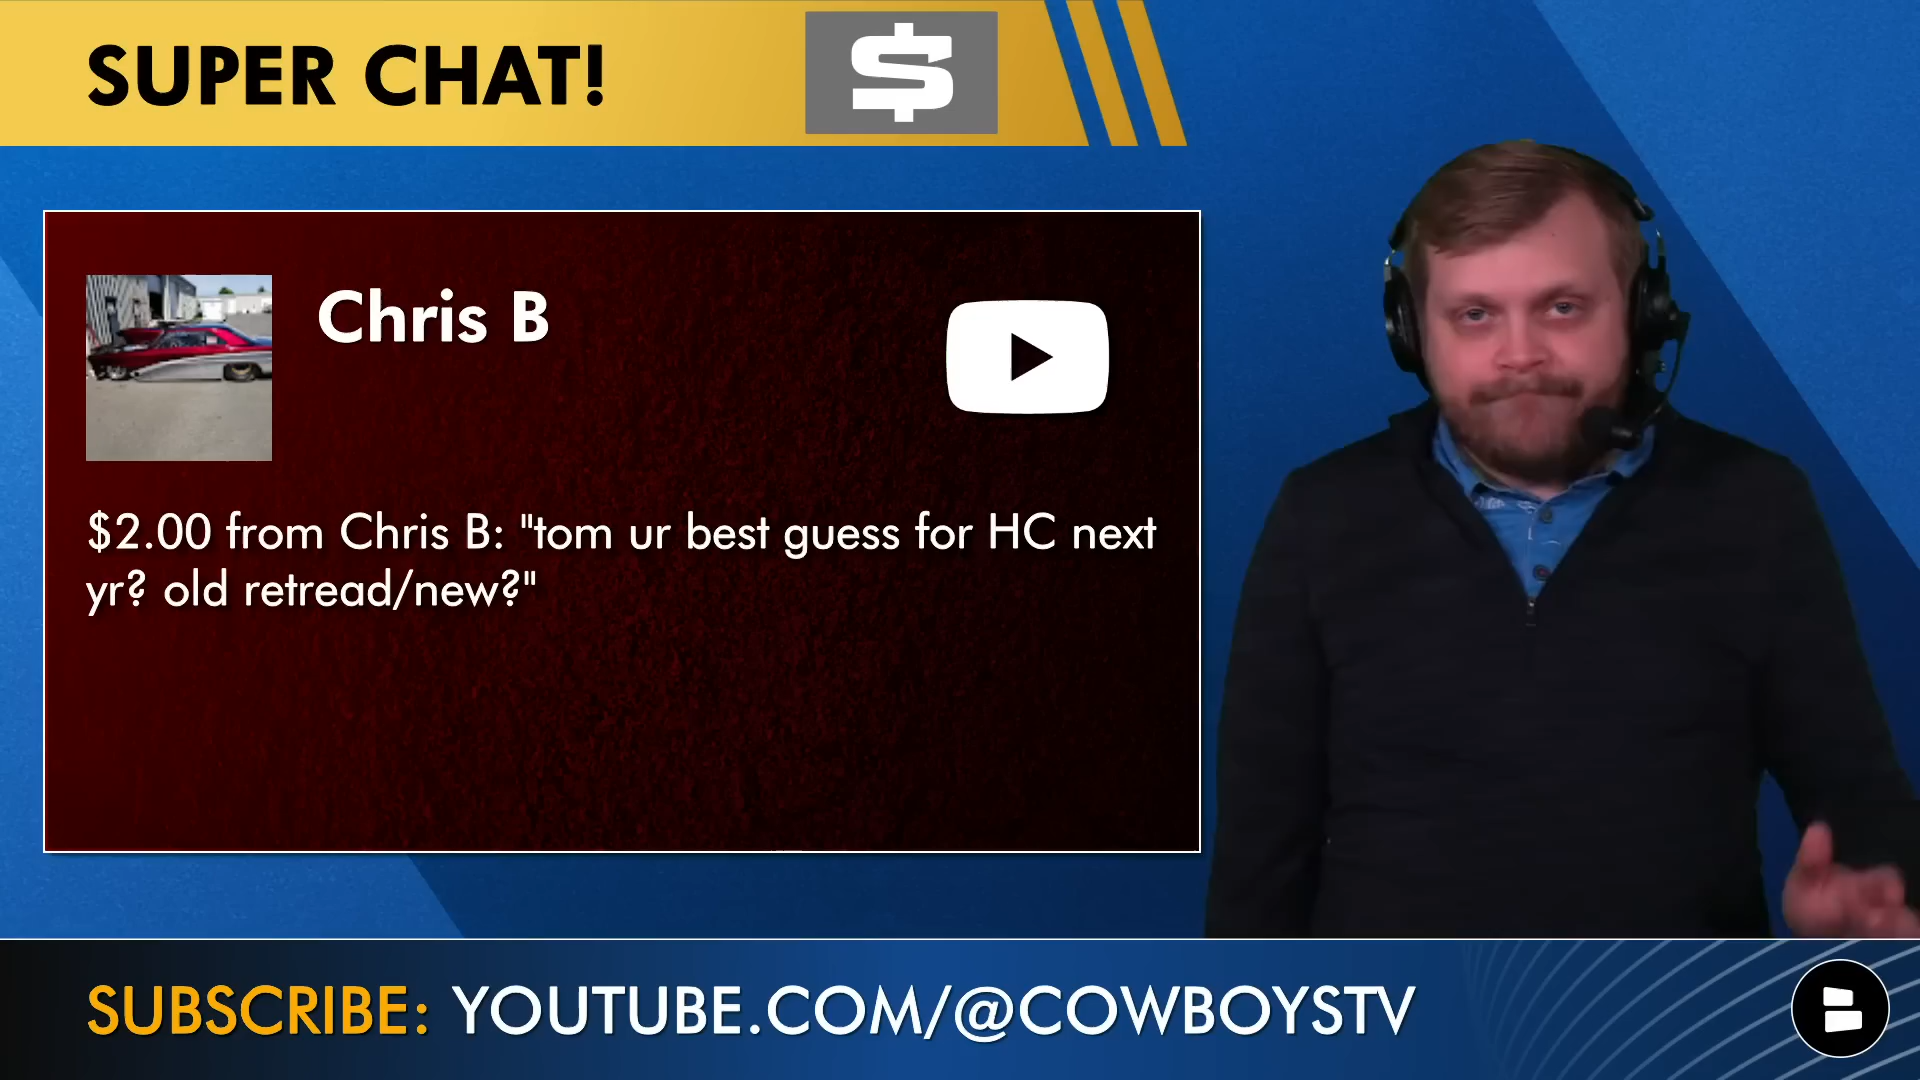 SUPER CHAT!
$
Chris B
$2.00 from Chris B: "tom ur best guess for HC next
yr? old retread/new?"
SUBSCRIBE: YOUTUBE.COM/@COWBOYSTV